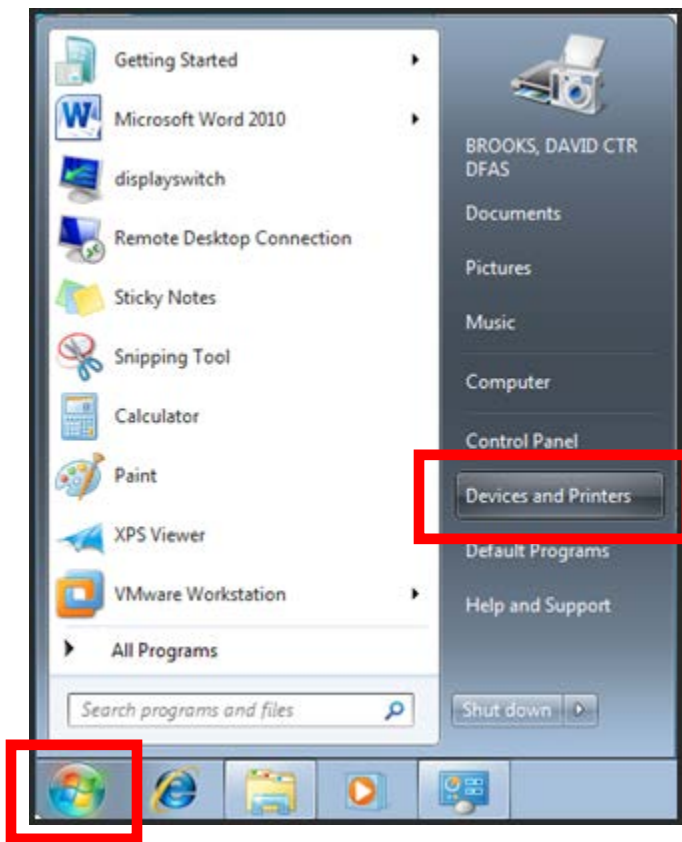 Getting Started
Microsoft Word 2010
displayswitch
Remote Desktop Connection
Sticky Notes
Snipping Tool
Calculator
Paint
XPS Viewer
VMware Workstation
All Programs
Search programs and files
BROOKS, DAVID CTR
DFAS
Documents
Pictures
Music
Computer
Control Panel
Devices and Printers
Default Programs
Help and Support
Shut down